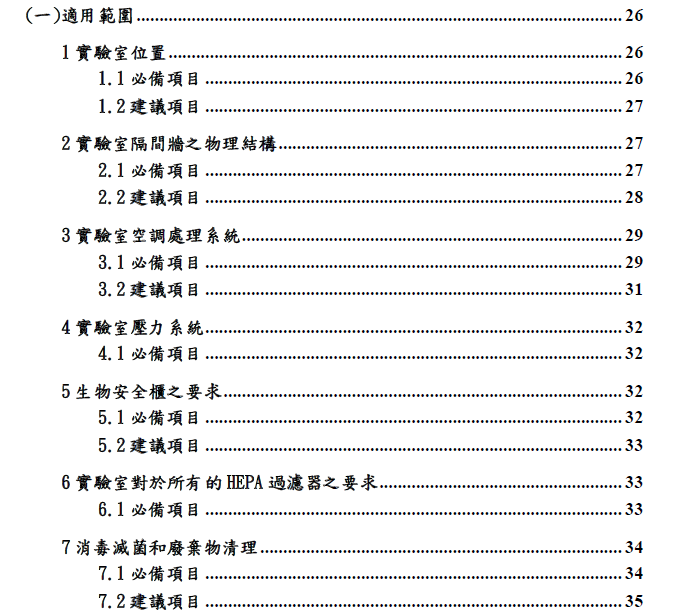 (一)適用範圍........................26
1 實驗室位置........................26
1.1 必備項目........................26
1.2 建議項目........................27
2 實驗室隔間牆之物理結構........................27
2.1 必備項目........................27
2.2 建議項目........................28
3 實驗室空調處理系統........................29
3.1 必備項目........................29
3.2 建議項目........................31
4 實驗室壓力系統........................32
4.1 必備項目........................32
5 生物安全櫃之要求........................32
5.1 必備項目........................32
5.2 建議項目........................33
6 實驗室對於所有的 HEPA 過濾器之要求........................33
6.1 必備項目........................33
7 消毒滅菌和廢棄物清理........................34
7.1 必備項目........................34
7.2 建議項目........................35